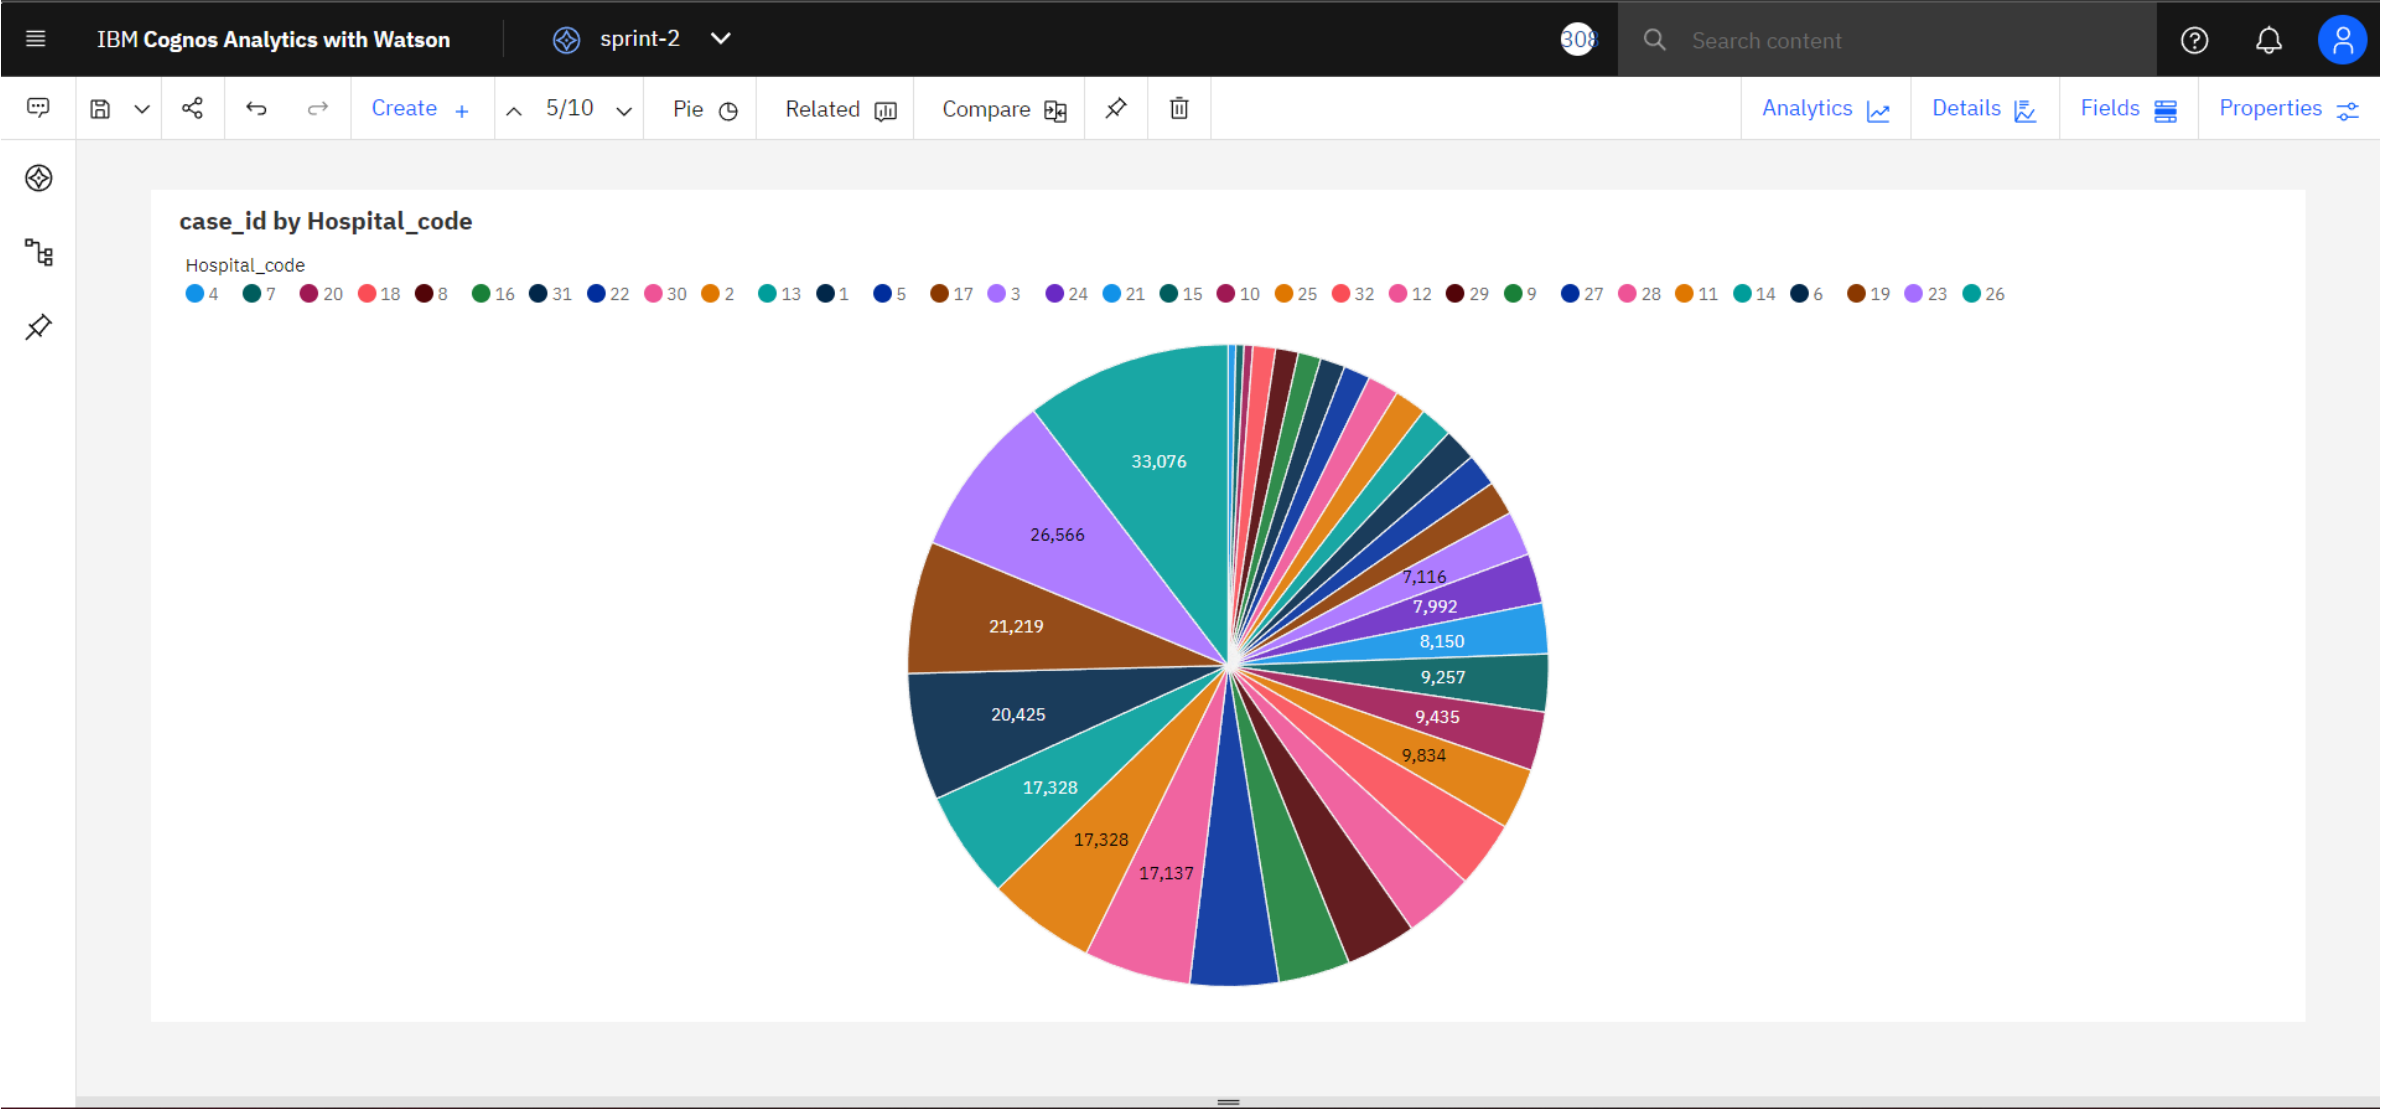 IBM Cognos Analytics with Watson sprint-2 308 Search content
Create + 5/10 Pie Related Compare Analytics Details Fields Properties
case_id by Hospital_code
Hospital_code
4 7 20 18 8 16 31 22 30 2 13 1 5 17 3 24 21 15 10 25 32 12 29 9 27 28 11 14 6 19 23 26
33,076
26,566
7,116
7,992
21,219
8,150
9,257
20,425
9,435
9,834
17,328
17,328
17,137